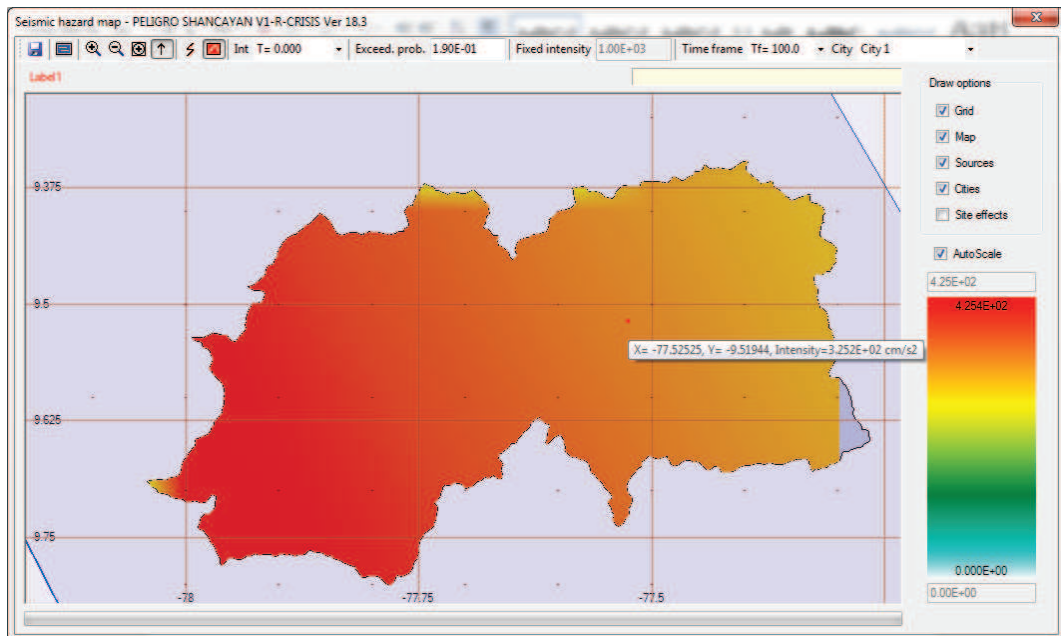 Seismic hazard map - PELIGRO SHANCAYAN V1-R-CRISIS Ver 18.3
Int T= 0.000 Exceed. prob. 1.90E-01 Fixed intensity 1.00E+03 Time frame Tf= 100.0 City City 1
Label1
Draw options
Grid
Map
Sources
Cities
Site effects
AutoScale
4.25E+02
4.254E+02
0.000E+00
0.00E+00
9.375
9.5
X= -77.52525, Y= -9.51944, Intensity=3.252E+02 cm/s2
9.625
9.75
-78 -77.75 -77.5